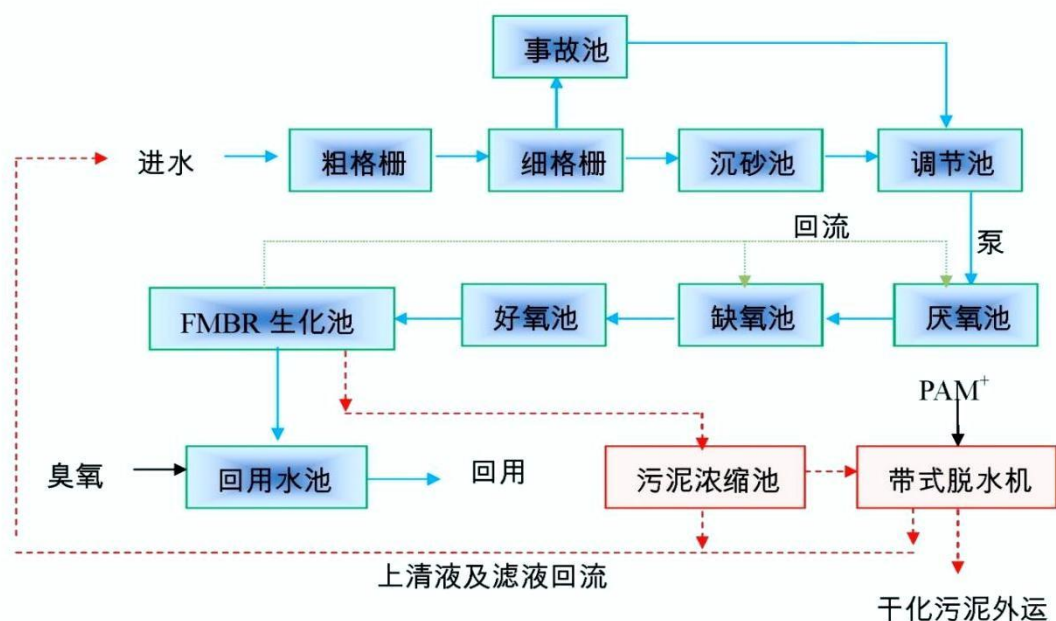 事故池
进水
粗格栅
细格栅
沉砂池
调节池
回流
泵
FMBR 生化池
好氧池
缺氧池
厌氧池
PAM⁺
臭氧
回用水池
回用
污泥浓缩池
带式脱水机
上清液及滤液回流
干化污泥外运